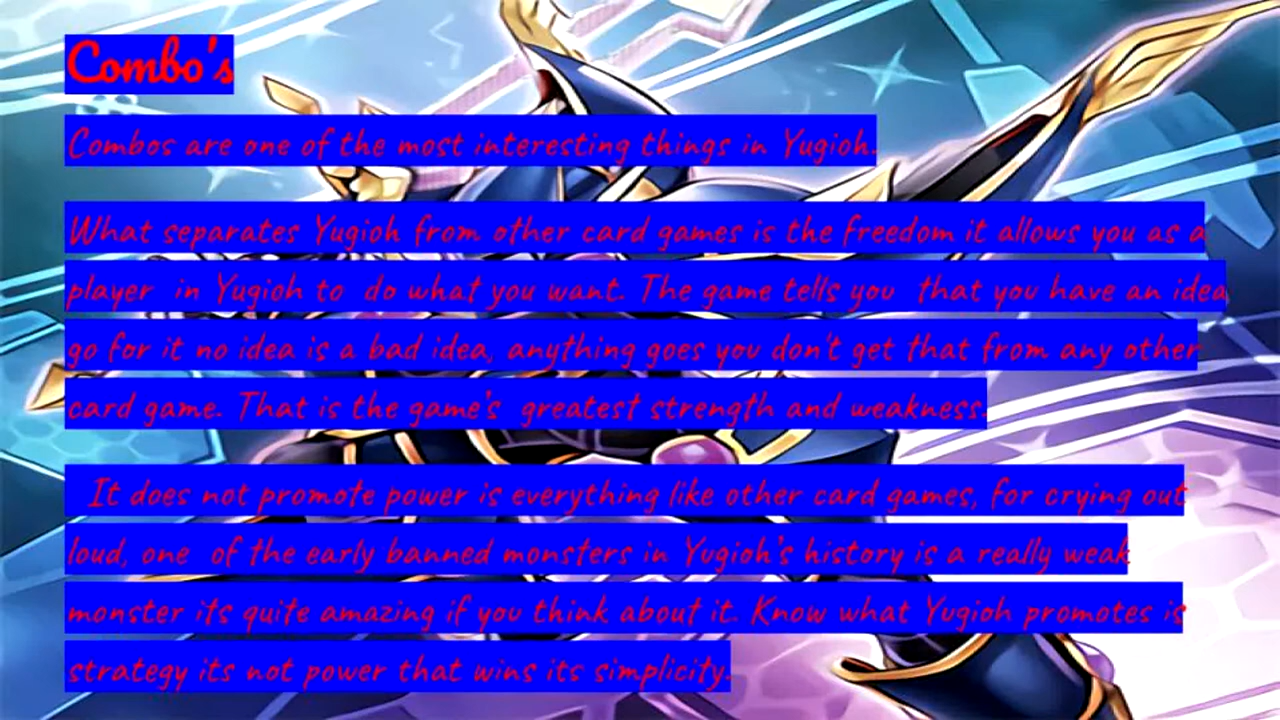 Combo's
Combos are one of the most interesting things in Yugioh.
What separates Yugioh from other card games is the freedom it allows you as a
player in Yugioh to do what you want. The game tells you that you have an idea
go for it no idea is a bad idea, anything goes you don't get that from any other
card game. That is the game's greatest strength and weakness.
It does not promote power is everything like other card games, for crying out
loud, one of the early banned monsters in Yugioh's history is a really weak
monster its quite amazing if you think about it. Know what Yugioh promotes is
strategy its not power that wins its simplicity.